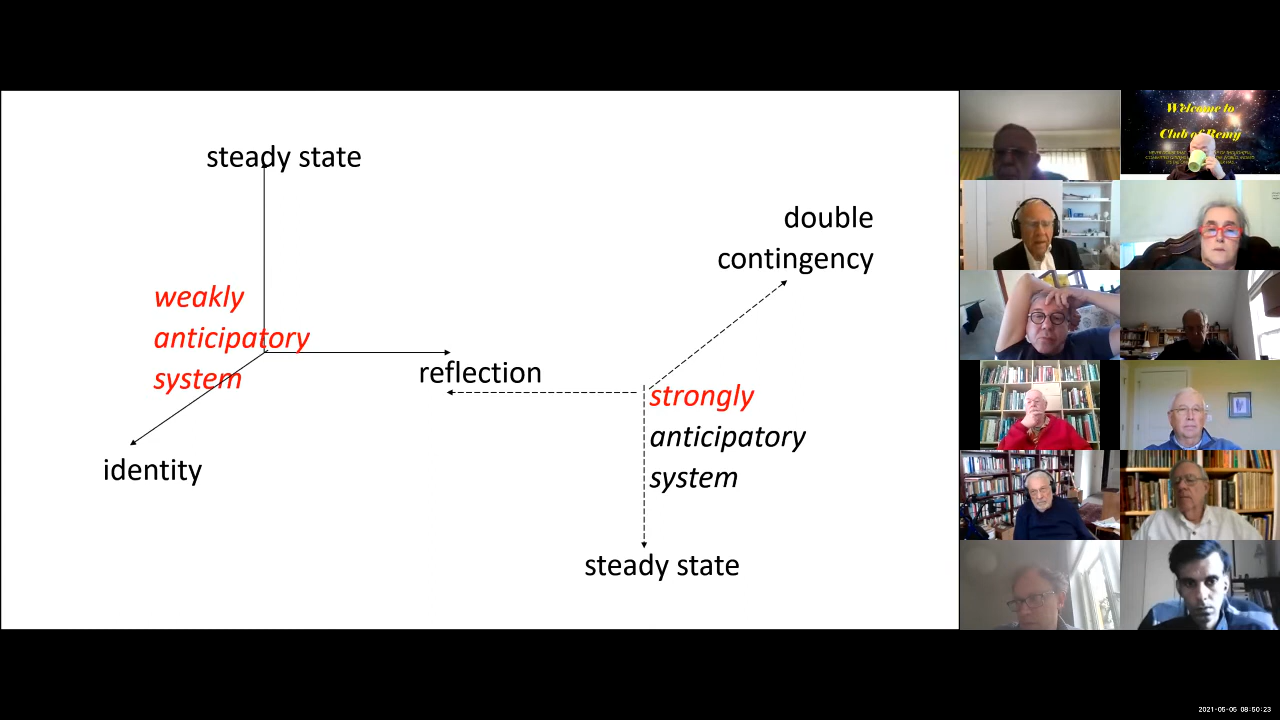 steady state
double
contingency
weakly
anticipatory
system
reflection
strongly
anticipatory
system
identity
steady state
Welcome to
Club of Remy
2021-05-05 08:50:23